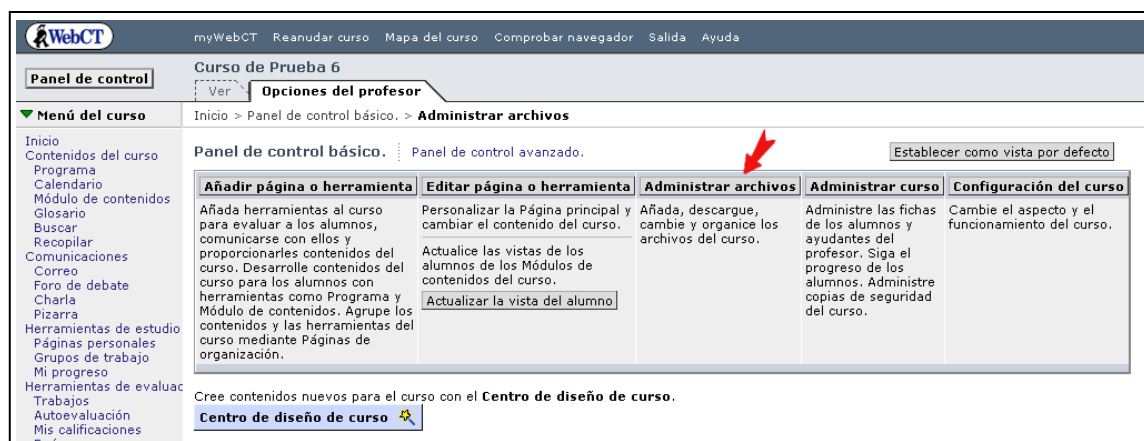 WebCT
myWebCT Reanudar curso Mapa del curso Comprobar navegador Salida Ayuda
Panel de control
Curso de Prueba 6
Ver Opciones del profesor
Menú del curso
Inicio > Panel de control básico. > Administrar archivos
Inicio
Contenidos del curso
Programa
Calendario
Módulo de contenidos
Glosario
Buscar
Recopilar
Comunicaciones
Correo
Foro de debate
Charla
Pizarra
Herramientas de estudio
Páginas personales
Grupos de trabajo
Mi progreso
Herramientas de evaluac
Trabajos
Autoevaluación
Mis calificaciones
Panel de control básico. Panel de control avanzado.
Establecer como vista por defecto
Añadir página o herramienta
Añada herramientas al curso
para evaluar a los alumnos,
comunicarse con ellos y
proporcionarles contenidos del
curso. Desarrolle contenidos del
curso para los alumnos con
herramientas como Programa y
Módulo de contenidos. Agrupe los
contenidos y las herramientas del
curso mediante Páginas de
organización.
Editar página o herramienta
Personalizar la Página principal y
cambiar el contenido del curso.
Actualice las vistas de los
alumnos de los Módulos de
contenidos del curso.
Actualizar la vista del alumno
Administrar archivos
Añada, descargue,
cambie y organice los
archivos del curso.
Administrar curso
Administre las fichas
de los alumnos y
ayudantes del
profesor. Siga el
progreso de los
alumnos. Administre
copias de seguridad
del curso.
Configuración del curso
Cambie el aspecto y el
funcionamiento del curso.
Cree contenidos nuevos para el curso con el Centro de diseño de curso.
Centro de diseño de curso